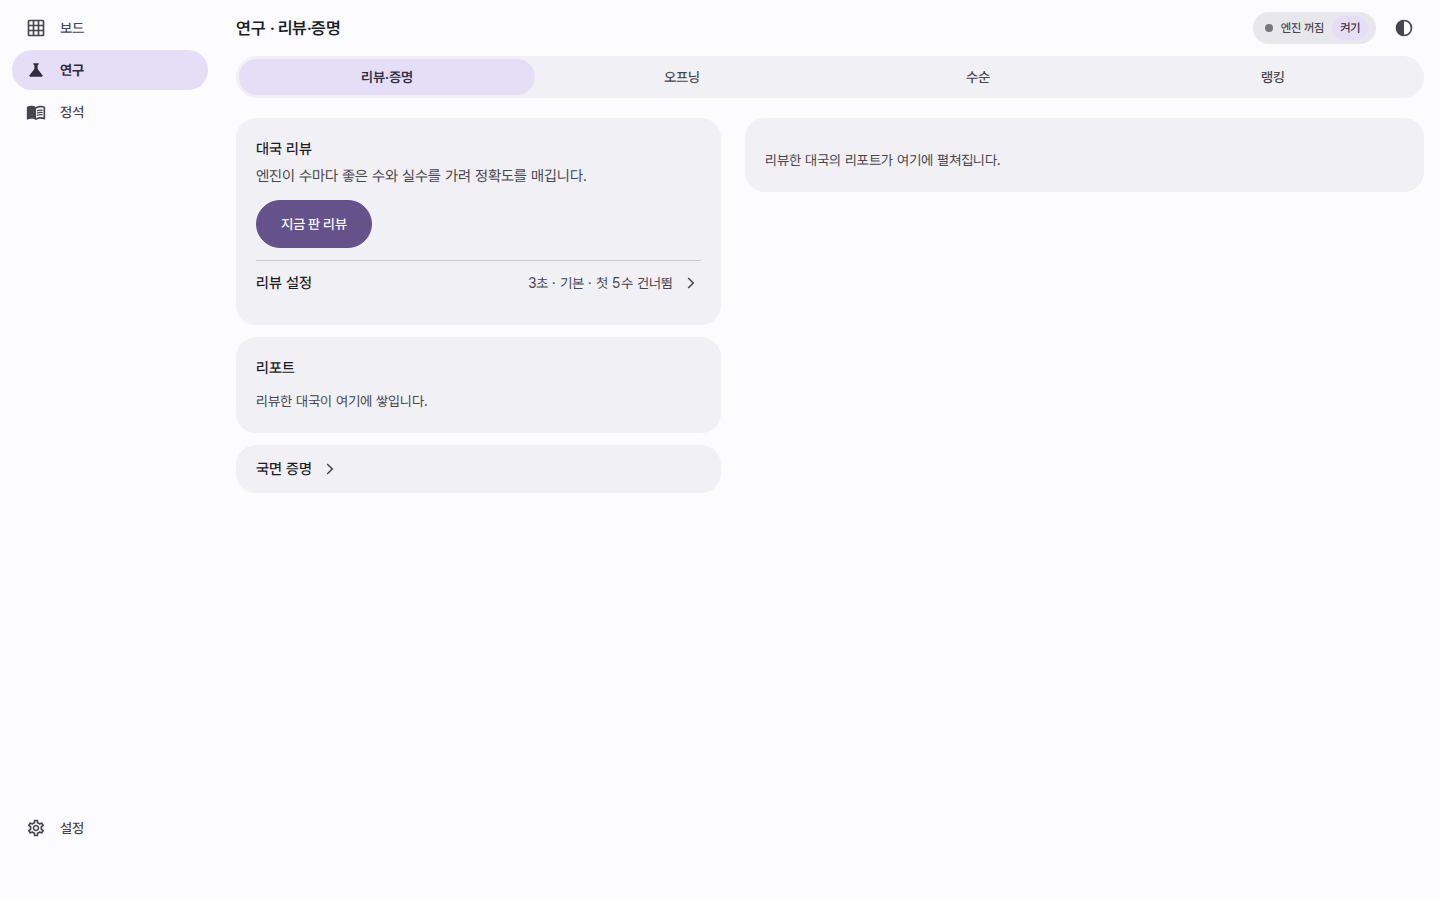 보드
연구
정석
설정
연구 · 리뷰·증명
엔진 꺼짐
켜기
리뷰·증명
오프닝
수순
랭킹
대국 리뷰
엔진이 수마다 좋은 수와 실수를 가려 정확도를 매깁니다.
지금 판 리뷰
리뷰 설정
3초 · 기본 · 첫 5수 건너뜀
리포트
리뷰한 대국이 여기에 쌓입니다.
국면 증명
리뷰한 대국의 리포트가 여기에 펼쳐집니다.